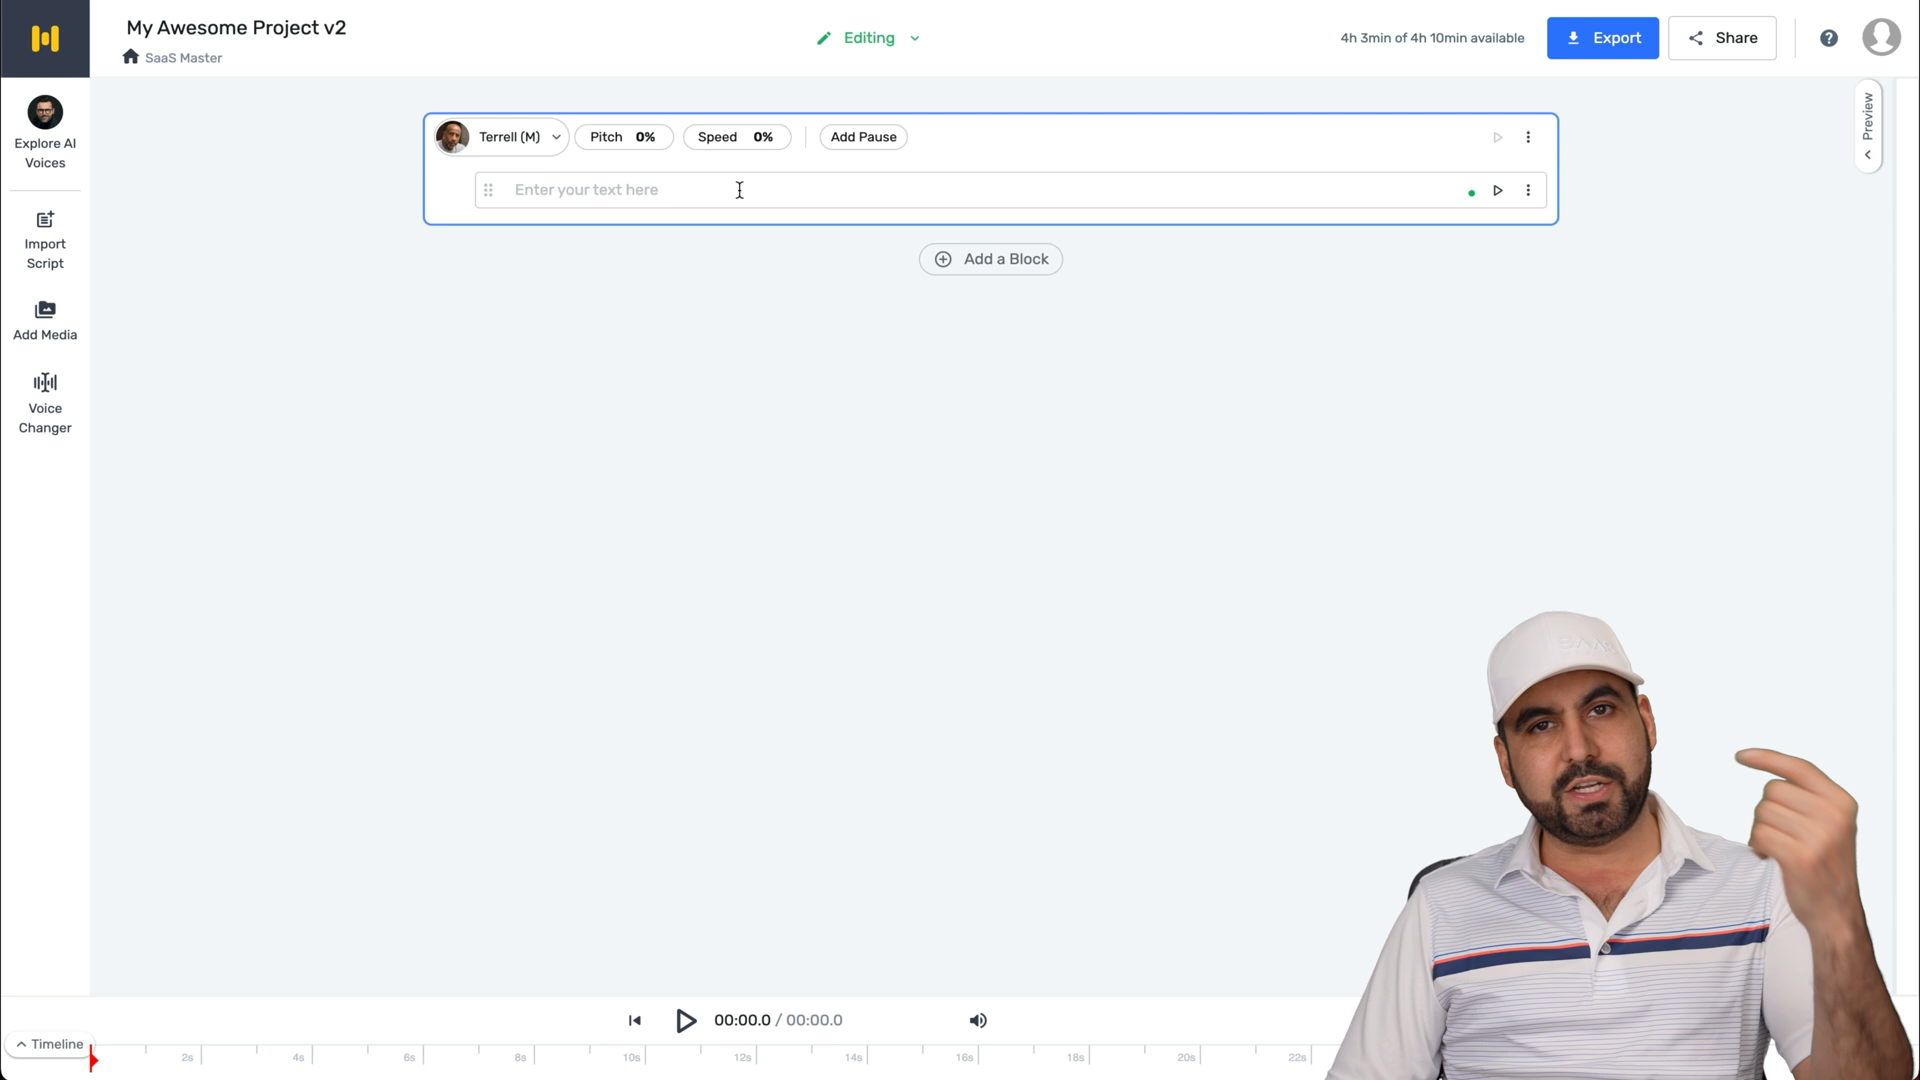 My Awesome Project v2
SaaS Master
Editing
4h 3min of 4h 10min available
Export
Share
?
Explore AI
Voices
Import
Script
Add Media
Voice
Changer
Terrell (M)
Pitch 0%
Speed 0%
Add Pause
Enter your text here
Add a Block
Preview
00:00.0 / 00:00.0
Timeline
2s 4s 6s 8s 10s 12s 14s 16s 18s 20s 22s